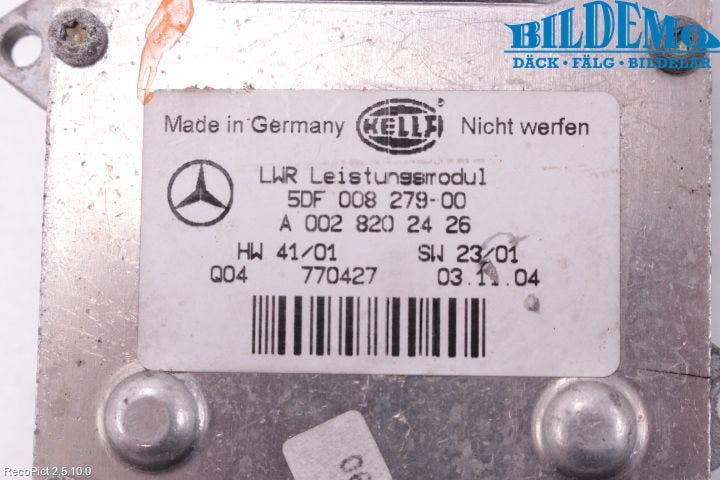 BILDEMO
DÄCK • FÄLG • BILDELAR
Made in Germany HELLA Nicht werfen
LWR Leistungsmodul
5DF 008 279-00
A 002 820 24 26
HW 41/01 SW 23/01
Q04 770427 03.11.04
06
RecoPict 2.5.10.0